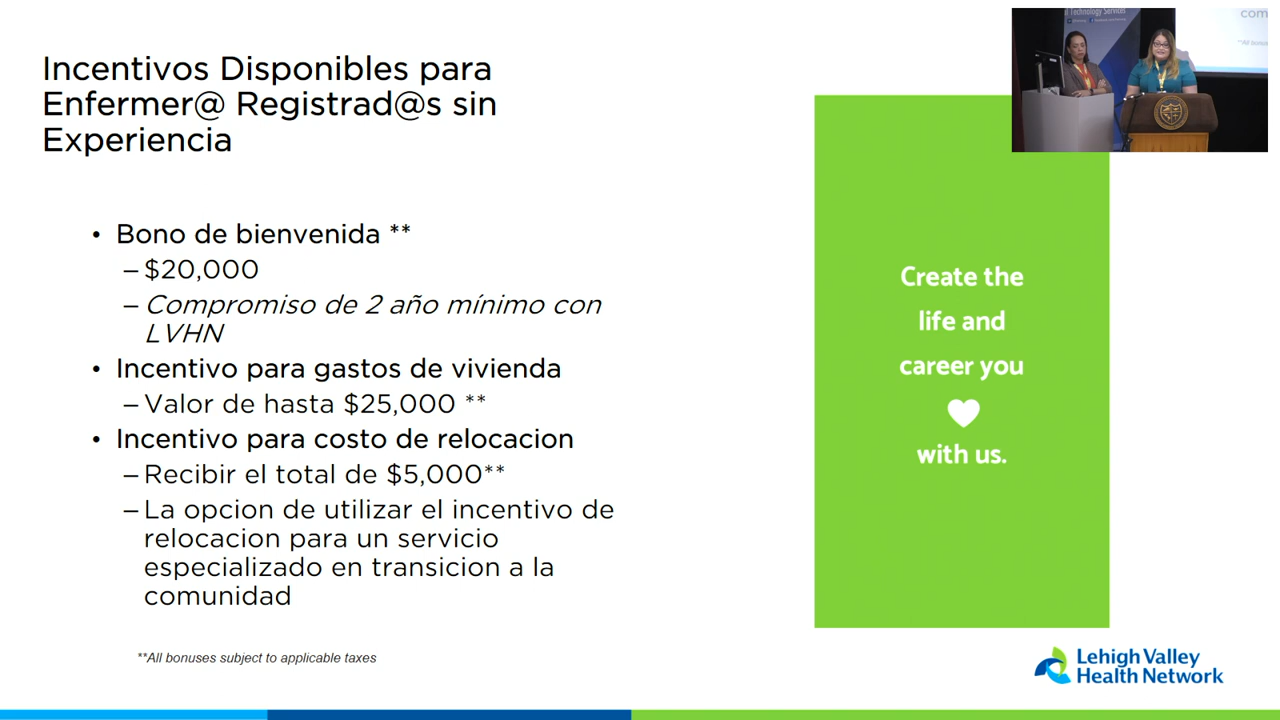 Incentivos Disponibles para
Enfermer@ Registrad@s sin
Experiencia
• Bono de bienvenida **
– $20,000
– Compromiso de 2 año mínimo con
LVHN
• Incentivo para gastos de vivienda
– Valor de hasta $25,000 **
• Incentivo para costo de relocacion
– Recibir el total de $5,000**
– La opcion de utilizar el incentivo de
relocacion para un servicio
especializado en transicion a la
comunidad
**All bonuses subject to applicable taxes
Technology Services
com
Create the
life and
career you
with us.
Lehigh Valley
Health Network